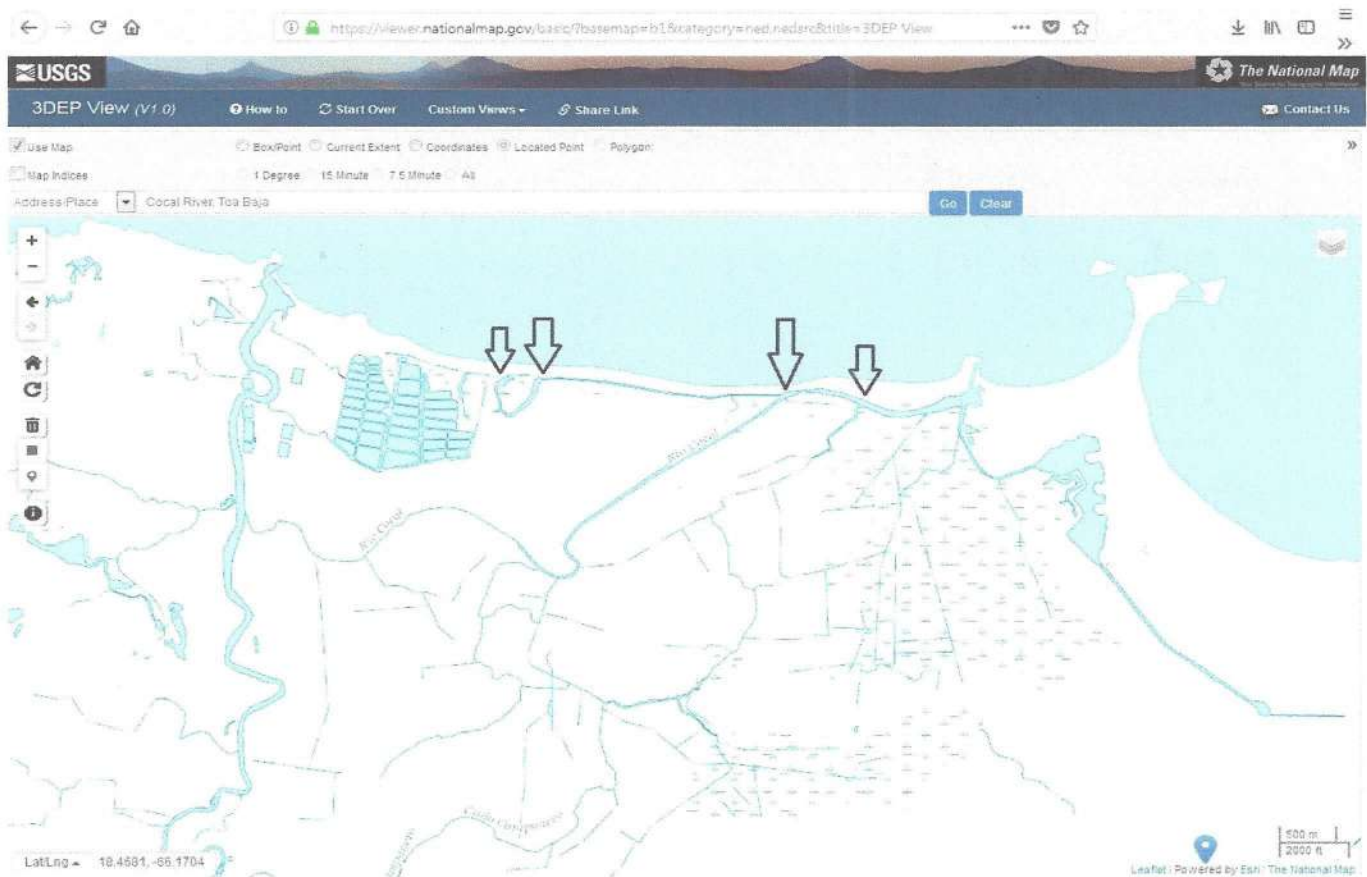 https://viewer.nationalmap.gov/basic/?basemap=b1&category=ned,nedsrc&title=3DEP View
USGS
The National Map
3DEP View (V1.0) How to Start Over Custom Views Share Link Contact Us
Use Map Box/Point Current Extent Coordinates Located Point Polygon
Map Indices 1 Degree 15 Minute 7.5 Minute All
Address/Place Cocal River, Toa Baja Go Clear
Rio Cocal
Rio Cocal
Caño Campanero
500 m
2000 ft
Lat/Lng 18.4681, -66.1704
Leaflet | Powered by Esri | The National Map